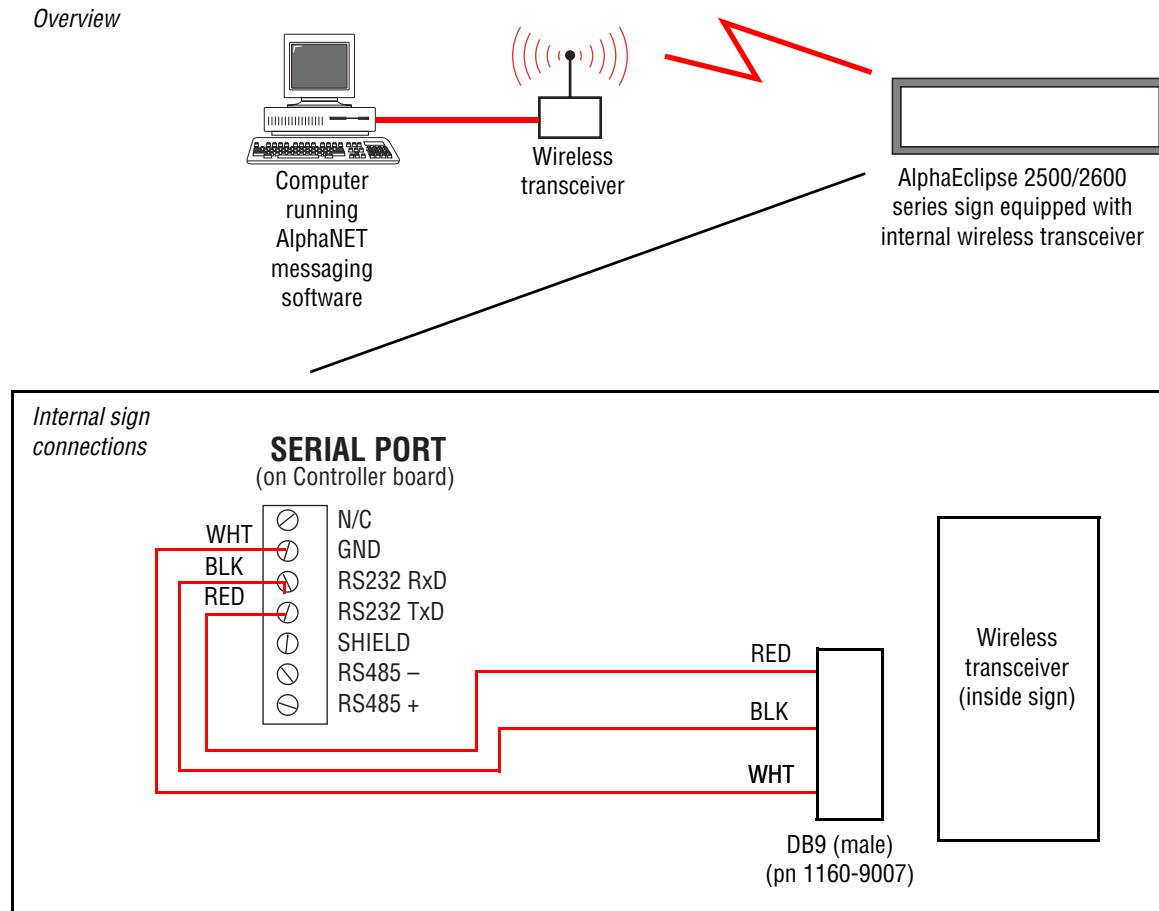 Overview
Computer
running
AlphaNET
messaging
software
Wireless
transceiver
AlphaEclipse 2500/2600
series sign equipped with
internal wireless transceiver
Internal sign
connections
SERIAL PORT
(on Controller board)
N/C
WHT
GND
BLK
RS232 RxD
RED
RS232 TxD
SHIELD
RS485 –
RS485 +
RED
BLK
WHT
DB9 (male)
(pn 1160-9007)
Wireless
transceiver
(inside sign)